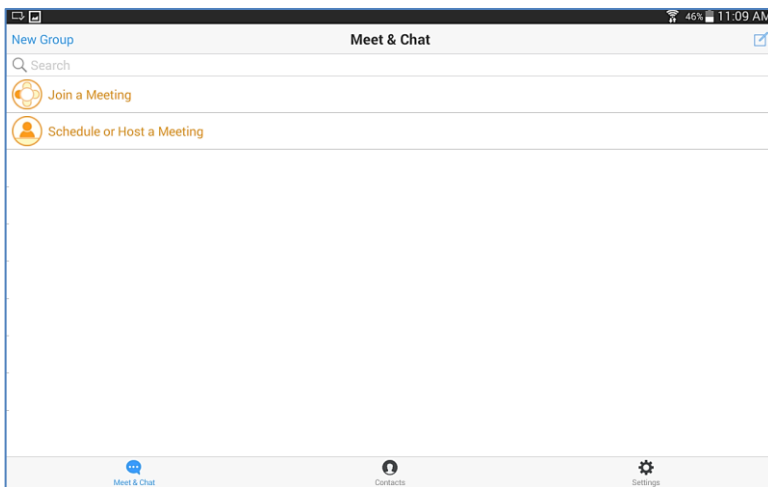 46% 11:09 AM
New Group Meet & Chat
Search
Join a Meeting
Schedule or Host a Meeting
Meet & Chat Contacts Settings